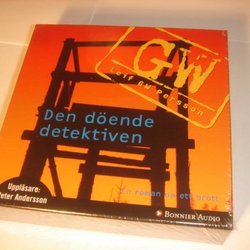 GW
Leif GW Persson
Den döende
detektiven
En roman om ett brott
Uppläsare:
Peter Andersson
BONNIER AUDIO